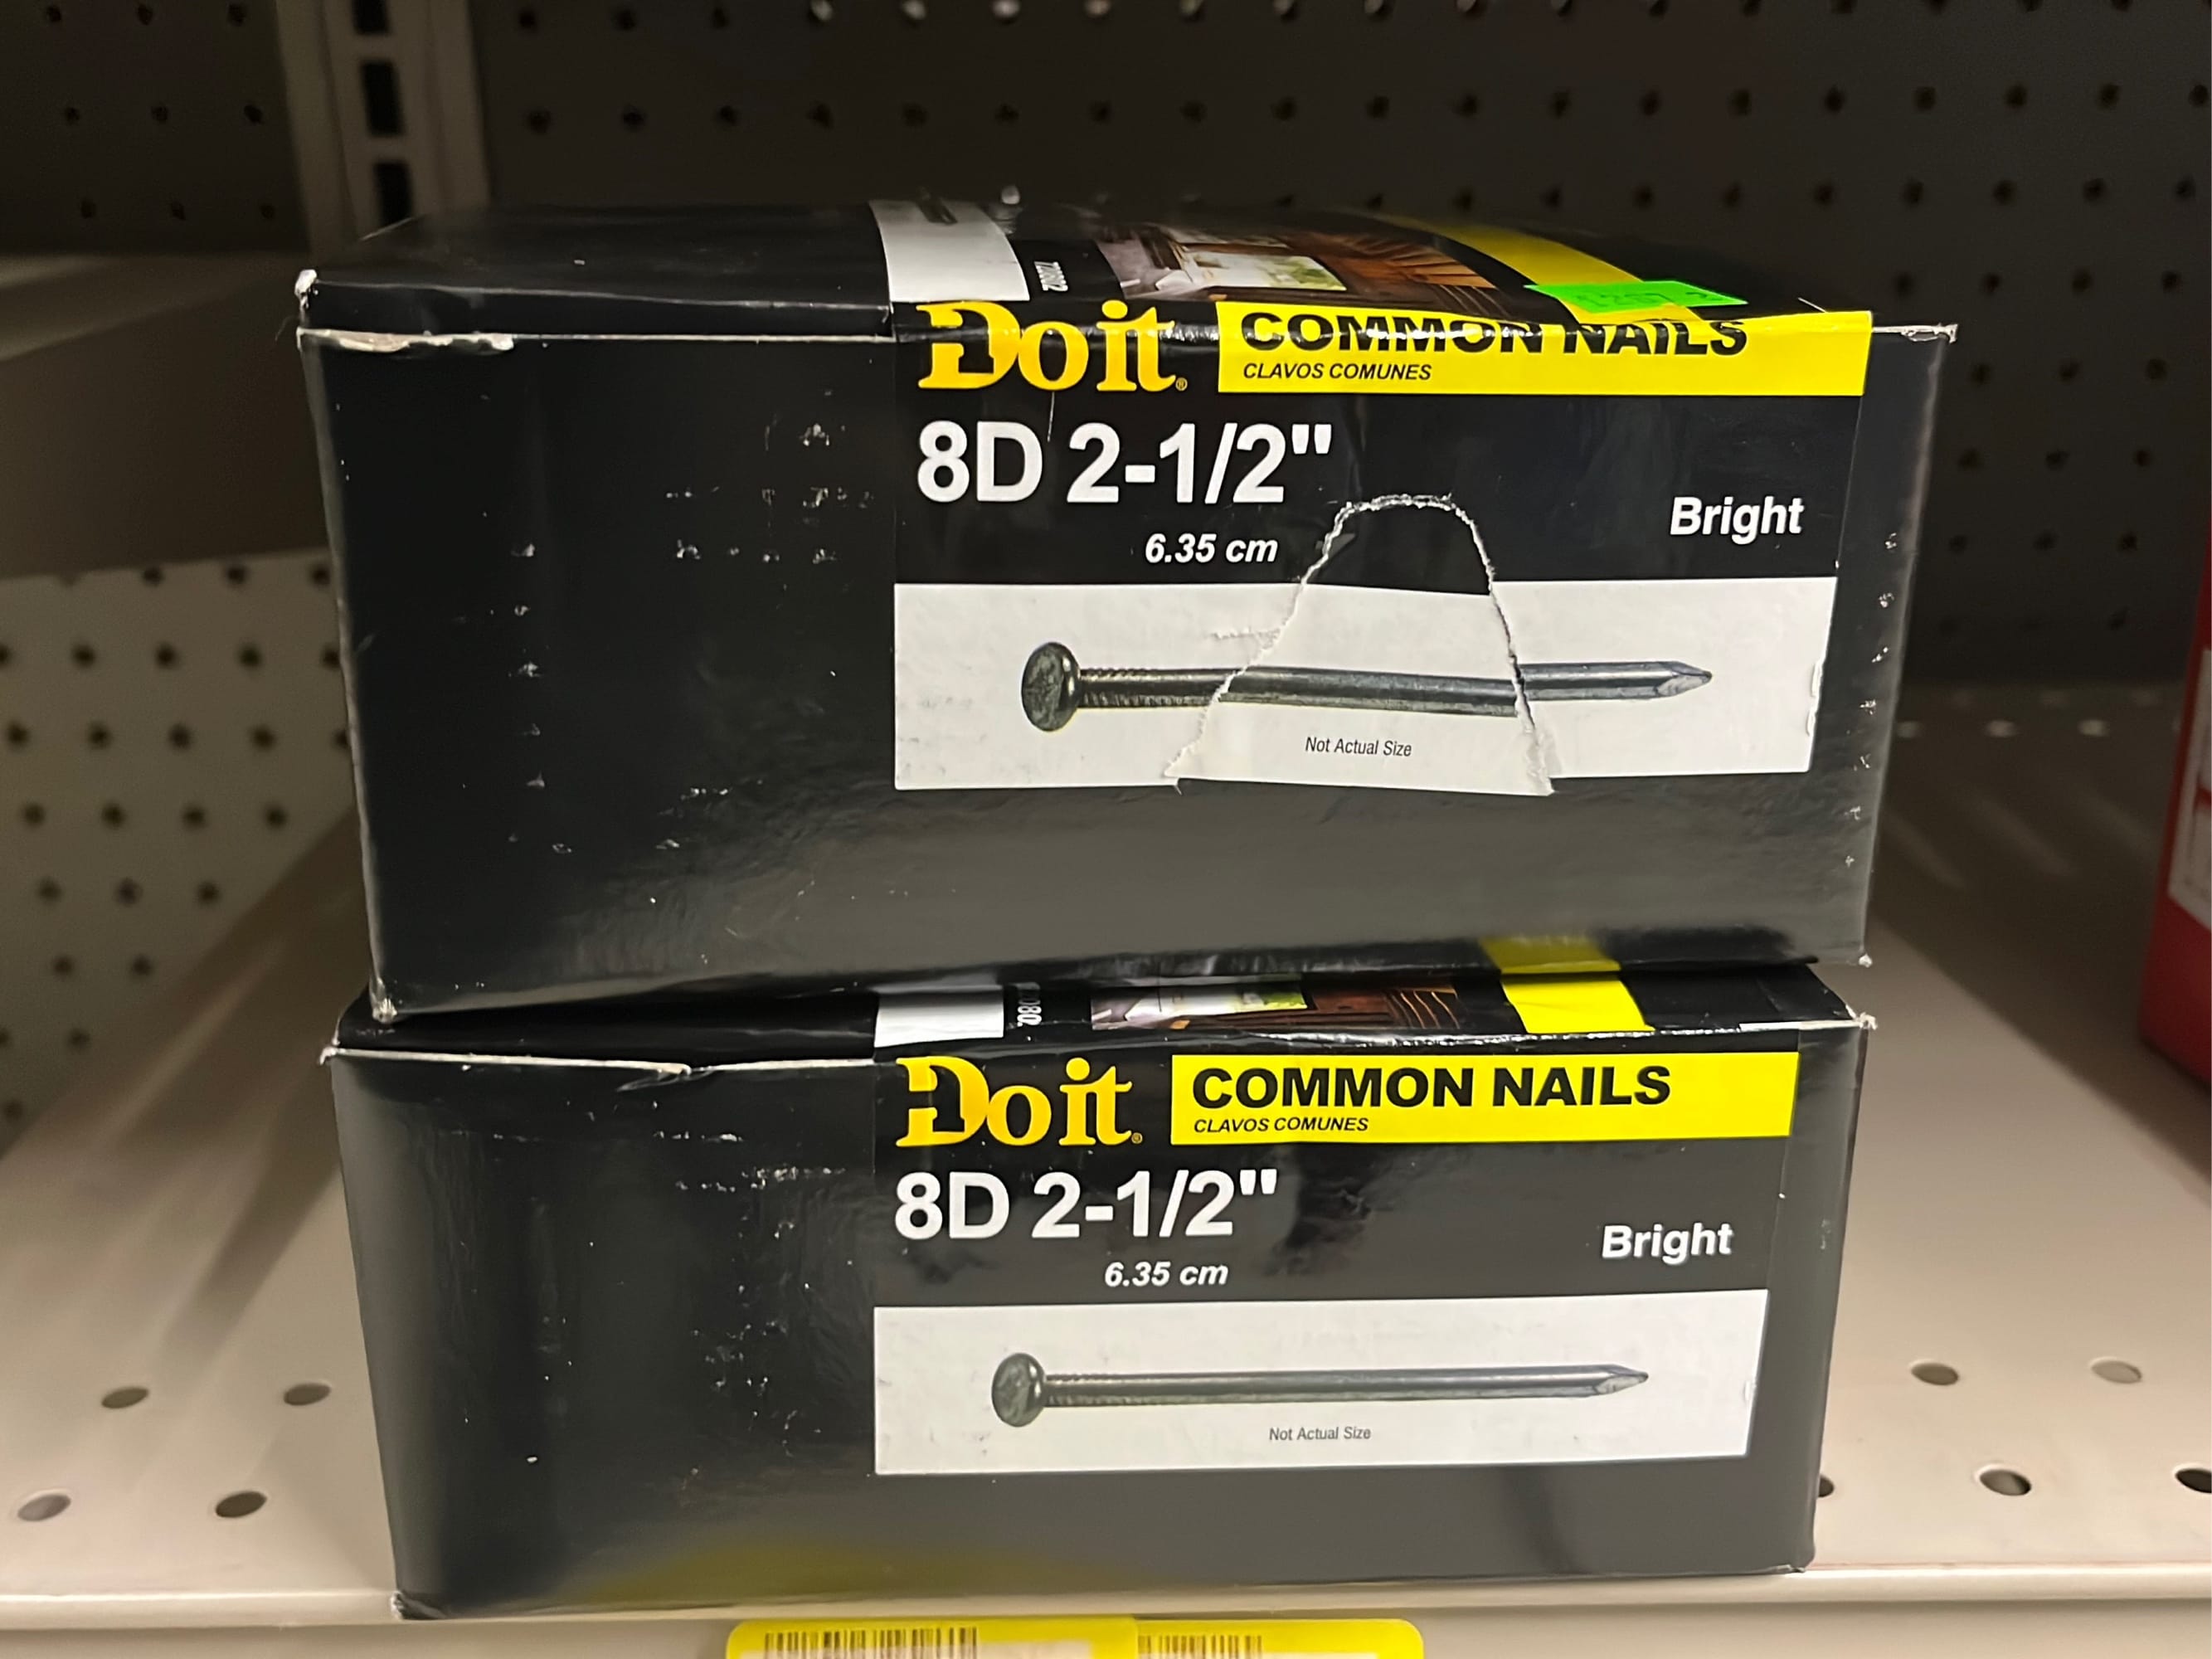 Do it®
COMMON NAILS
CLAVOS COMUNES
8D 2-1/2"
6.35 cm
Bright
Not Actual Size
Do it®
COMMON NAILS
CLAVOS COMUNES
8D 2-1/2"
6.35 cm
Bright
Not Actual Size